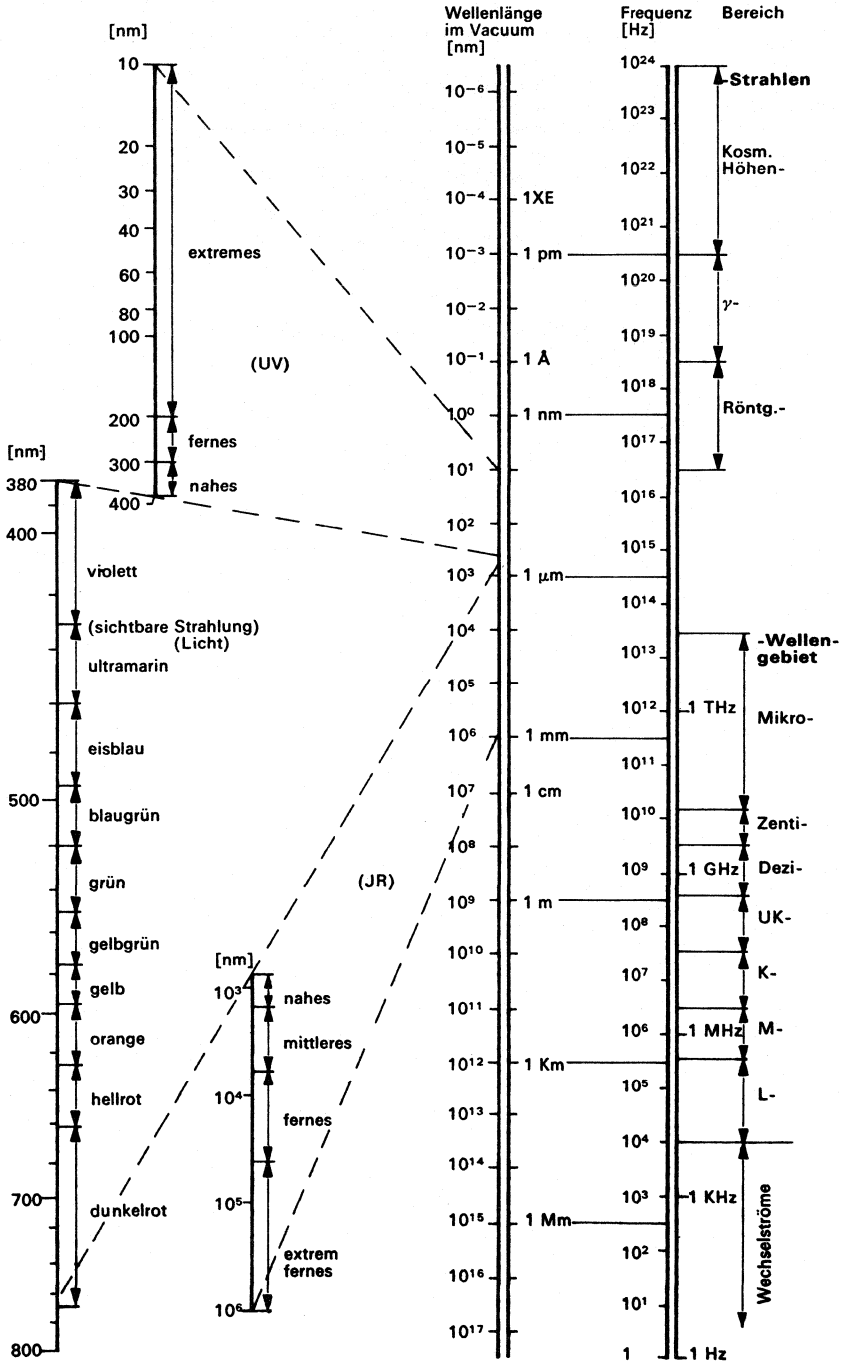 [nm]
10
20
30
40
60
80
100
200
300
400
extremes
(UV)
fernes
nahes
[nm]
380
400
500
600
700
800
violett
(sichtbare Strahlung)
(Licht)
ultramarin
eisblau
blaugrün
grün
gelbgrün
gelb
orange
hellrot
dunkelrot
(JR)
[nm]
10³
10⁴
10⁵
10⁶
nahes
mittleres
fernes
extrem
fernes
Wellenlänge
im Vacuum
[nm]
10⁻⁶
10⁻⁵
10⁻⁴ 1XE
10⁻³ 1 pm
10⁻²
10⁻¹ 1 Å
10⁰ 1 nm
10¹
10²
10³ 1 μm
10⁴
10⁵
10⁶ 1 mm
10⁷ 1 cm
10⁸
10⁹ 1 m
10¹⁰
10¹¹
10¹² 1 Km
10¹³
10¹⁴
10¹⁵ 1 Mm
10¹⁶
10¹⁷
Frequenz
[Hz]
10²⁴
10²³
10²²
10²¹
10²⁰
10¹⁹
10¹⁸
10¹⁷
10¹⁶
10¹⁵
10¹⁴
10¹³
10¹² 1 THz
10¹¹
10¹⁰
10⁹ 1 GHz
10⁸
10⁷
10⁶ 1 MHz
10⁵
10⁴
10³ 1 KHz
10²
10¹
1 1 Hz
Bereich
-Strahlen
Kosm.
Höhen-
γ-
Röntg.-
-Wellen-
gebiet
Mikro-
Zenti-
Dezi-
UK-
K-
M-
L-
Wechselströme